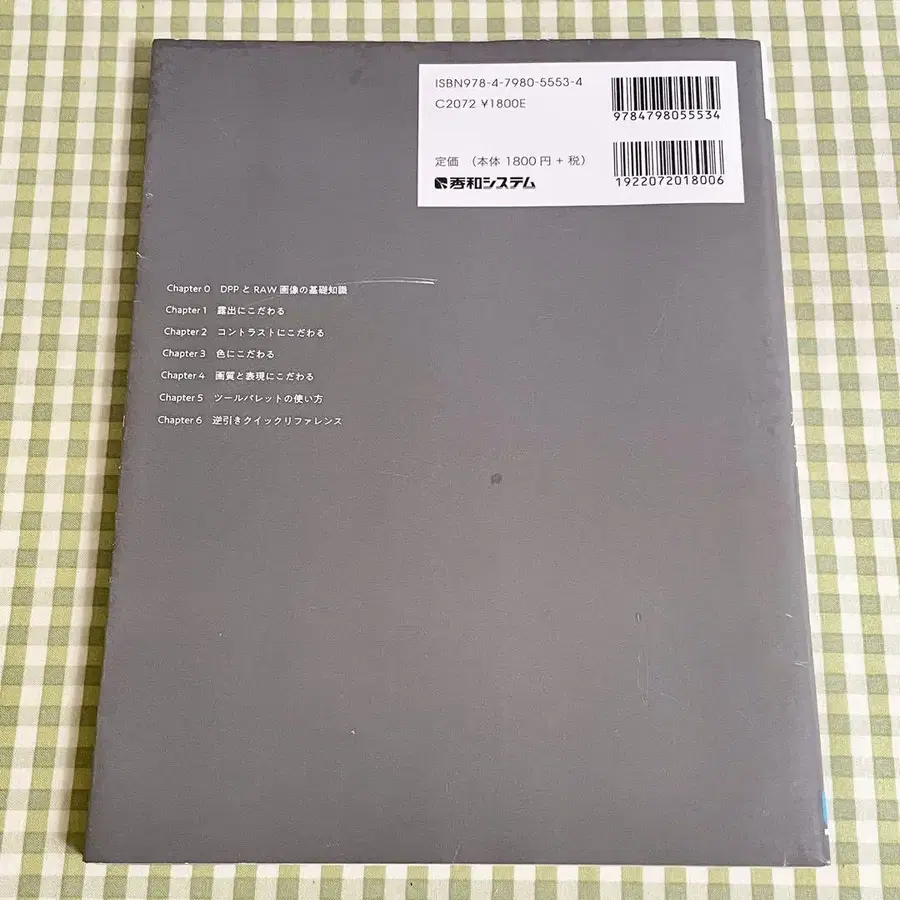 ISBN978-4-7980-5553-4
C2072 ¥1800E
9784798055534
定価 （本体 1800円 + 税）
秀和システム
1922072018006
Chapter 0 DPP と RAW 画像の基礎知識
Chapter 1 露出にこだわる
Chapter 2 コントラストにこだわる
Chapter 3 色にこだわる
Chapter 4 画質と表現にこだわる
Chapter 5 ツールパレットの使い方
Chapter 6 逆引きクイックリファレンス